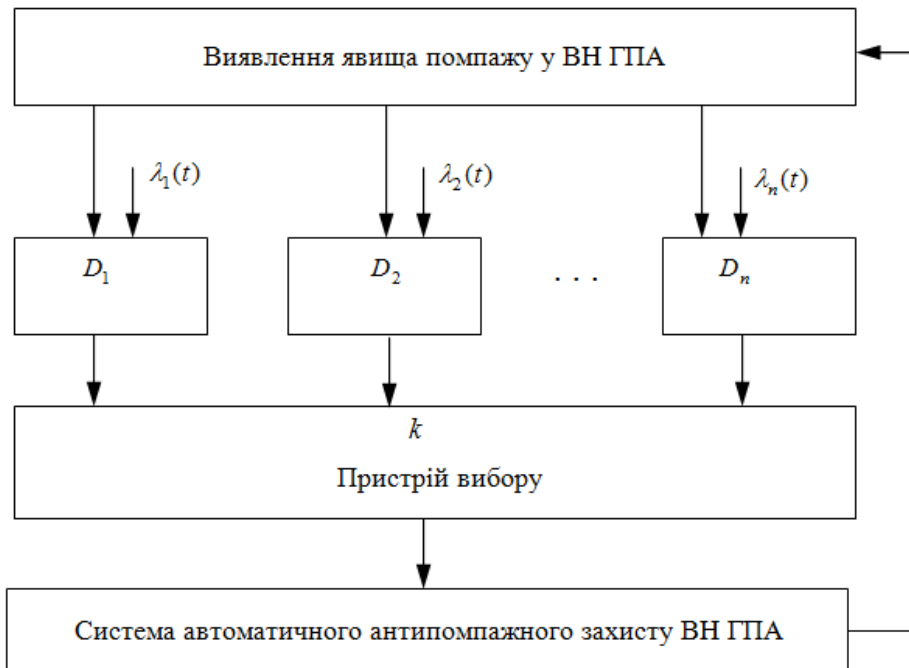 Виявлення явища помпажу у ВН ГПА
λ₁(t) λ₂(t) λₙ(t)
D₁ D₂ . . . Dₙ
k
Пристрій вибору
Система автоматичного антипомпажного захисту ВН ГПА